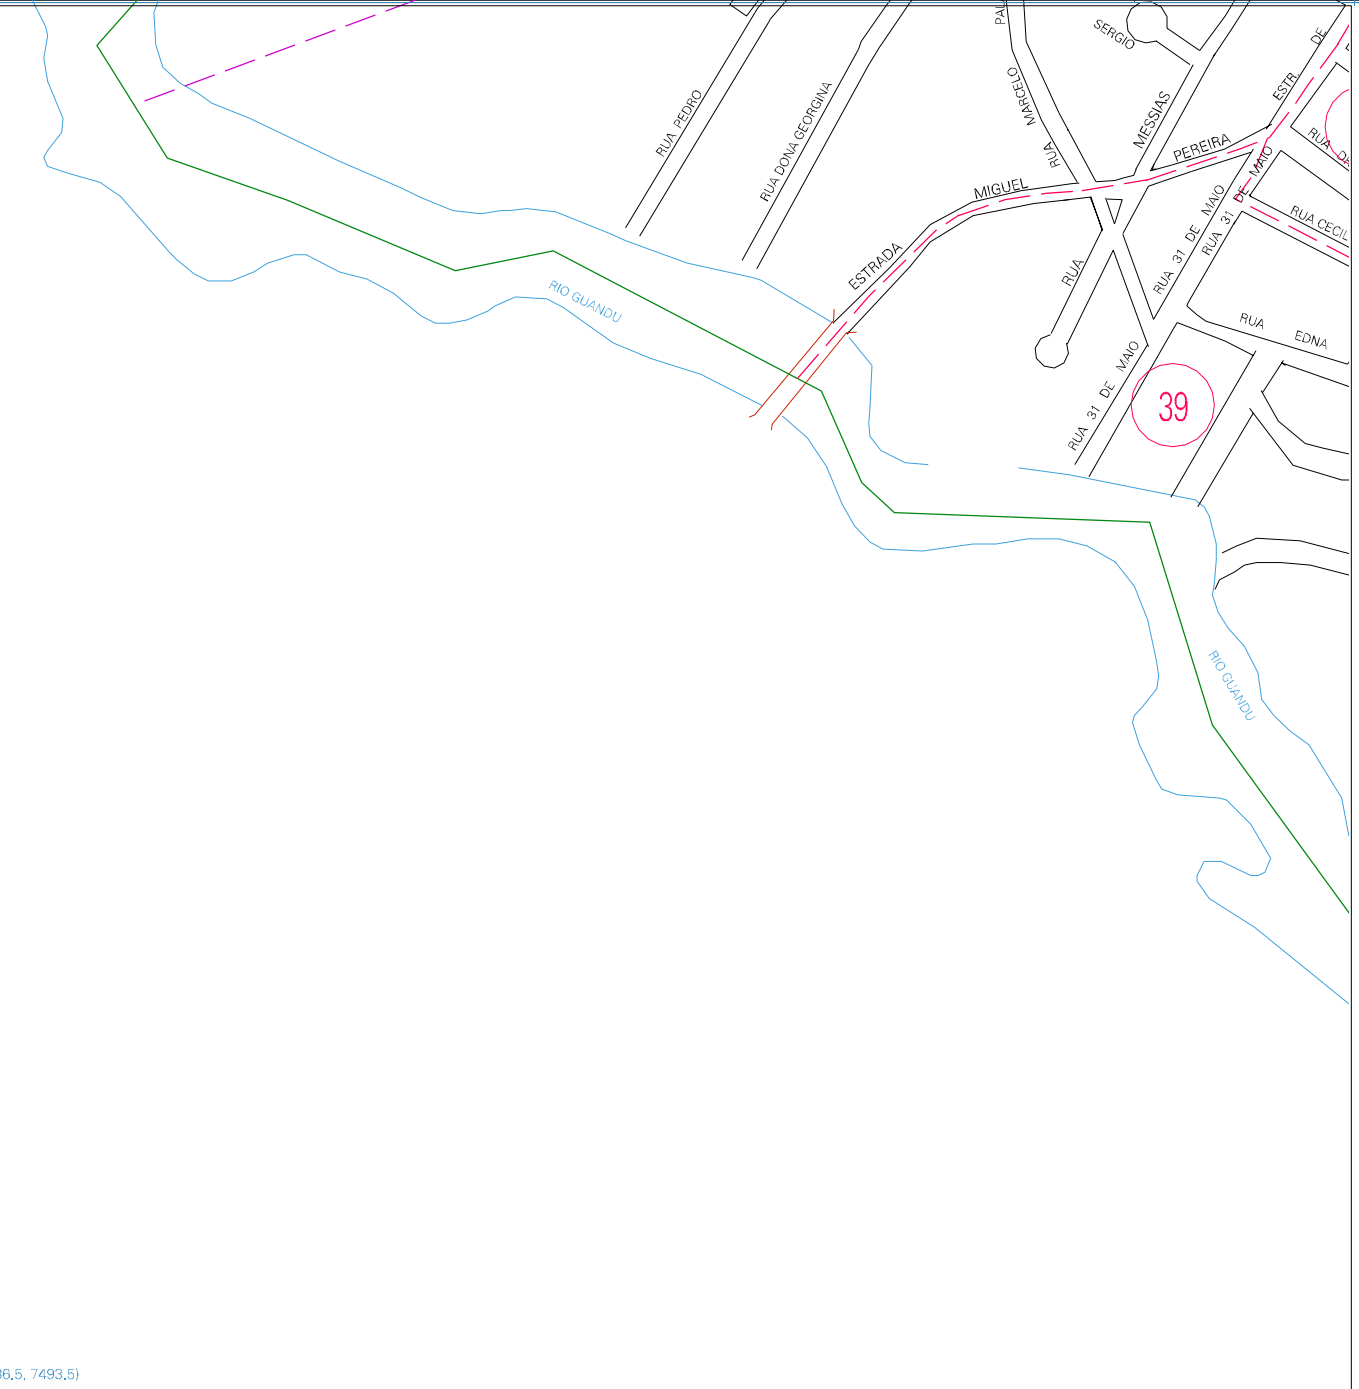 PAL
SERGIO
DE
ESTR.
MARCELO
RUA
MESSIAS
RUA PEDRO
RUA DONA GEORGINA
PEREIRA
RUA
MIGUEL
RUA 31 DE MAIO
RUA 31 DE MAIO
RUA CECIL
ESTRADA
RUA
RIO GUANDU
RUA EDNA
RUA 31 DE MAIO
39
RIO GUANDU
36.5, 7493.5)